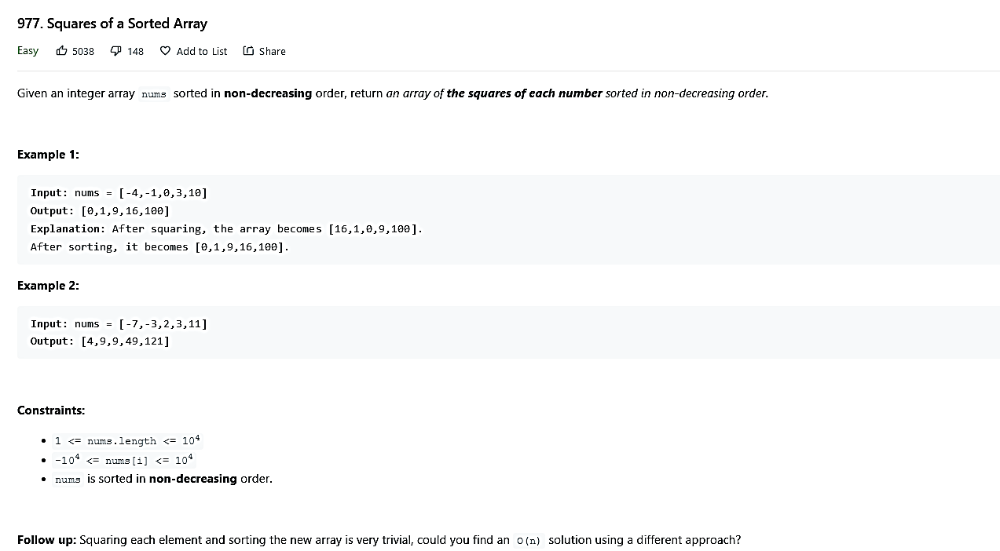 977. Squares of a Sorted Array
Easy 5038 148 Add to List Share
Given an integer array nums sorted in non-decreasing order, return an array of the squares of each number sorted in non-decreasing order.
Example 1:
Input: nums = [-4,-1,0,3,10]
Output: [0,1,9,16,100]
Explanation: After squaring, the array becomes [16,1,0,9,100].
After sorting, it becomes [0,1,9,16,100].
Example 2:
Input: nums = [-7,-3,2,3,11]
Output: [4,9,9,49,121]
Constraints:
• 1 <= nums.length <= 10⁴
• -10⁴ <= nums[i] <= 10⁴
• nums is sorted in non-decreasing order.
Follow up: Squaring each element and sorting the new array is very trivial, could you find an O(n) solution using a different approach?